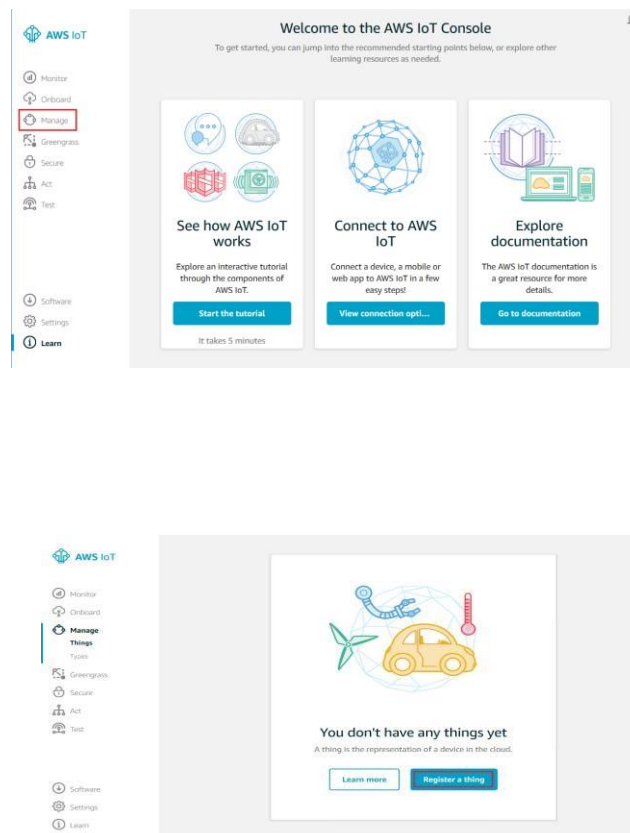 AWS IoT
Monitor
Onboard
Manage
Greengrass
Secure
Act
Test
Software
Settings
Learn
Welcome to the AWS IoT Console
To get started, you can jump into the recommended starting points below, or explore other
learning resources as needed.
See how AWS IoT
works
Explore an interactive tutorial
through the components of
AWS IoT.
Start the tutorial
It takes 5 minutes
Connect to AWS
IoT
Connect a device, a mobile or
web app to AWS IoT in a few
easy steps!
View connection opti...
Explore
documentation
The AWS IoT documentation is
a great resource for more
details.
Go to documentation
AWS IoT
Monitor
Onboard
Manage
Things
Types
Greengrass
Secure
Act
Test
Software
Settings
Learn
You don't have any things yet
A thing is the representation of a device in the cloud.
Learn more
Register a thing